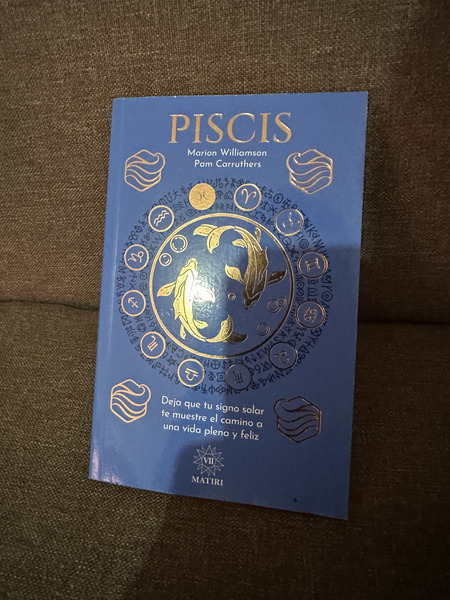 PISCIS
Marion Williamson
Pam Carruthers
Deja que tu signo solar
te muestre el camino a
una vida plena y feliz
VII
MATIRI